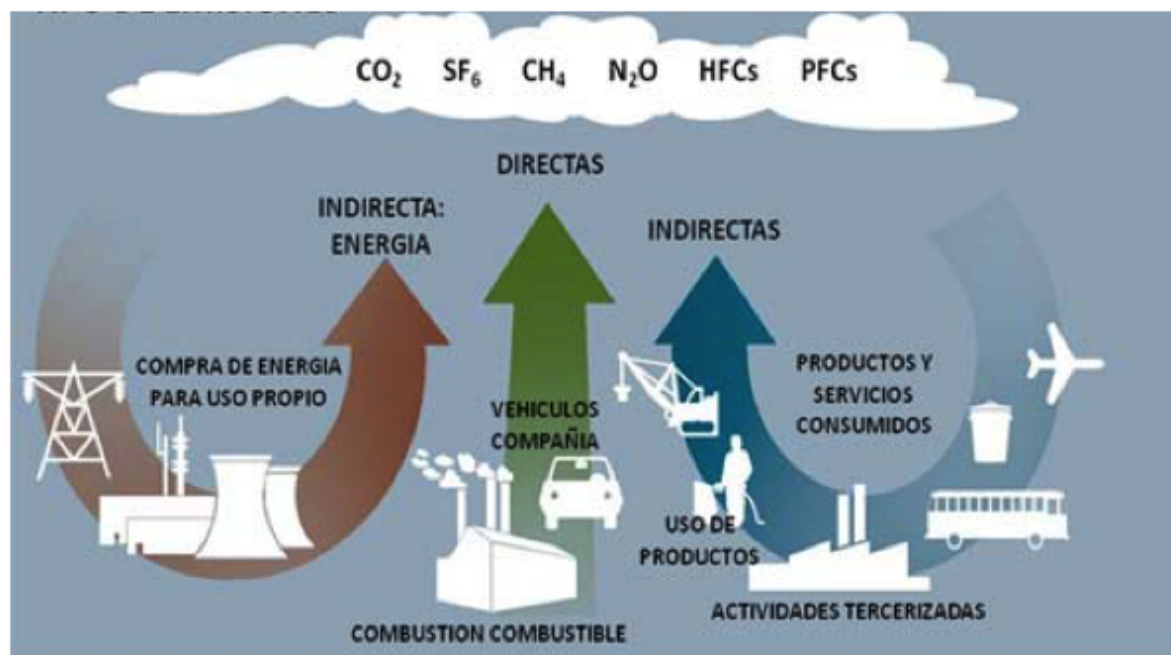 CO₂ SF₆ CH₄ N₂O HFCs PFCs
DIRECTAS
INDIRECTA:
ENERGIA
INDIRECTAS
COMPRA DE ENERGIA
PARA USO PROPIO
VEHICULOS
COMPAÑIA
PRODUCTOS Y
SERVICIOS
CONSUMIDOS
USO DE
PRODUCTOS
ACTIVIDADES TERCERIZADAS
COMBUSTION COMBUSTIBLE